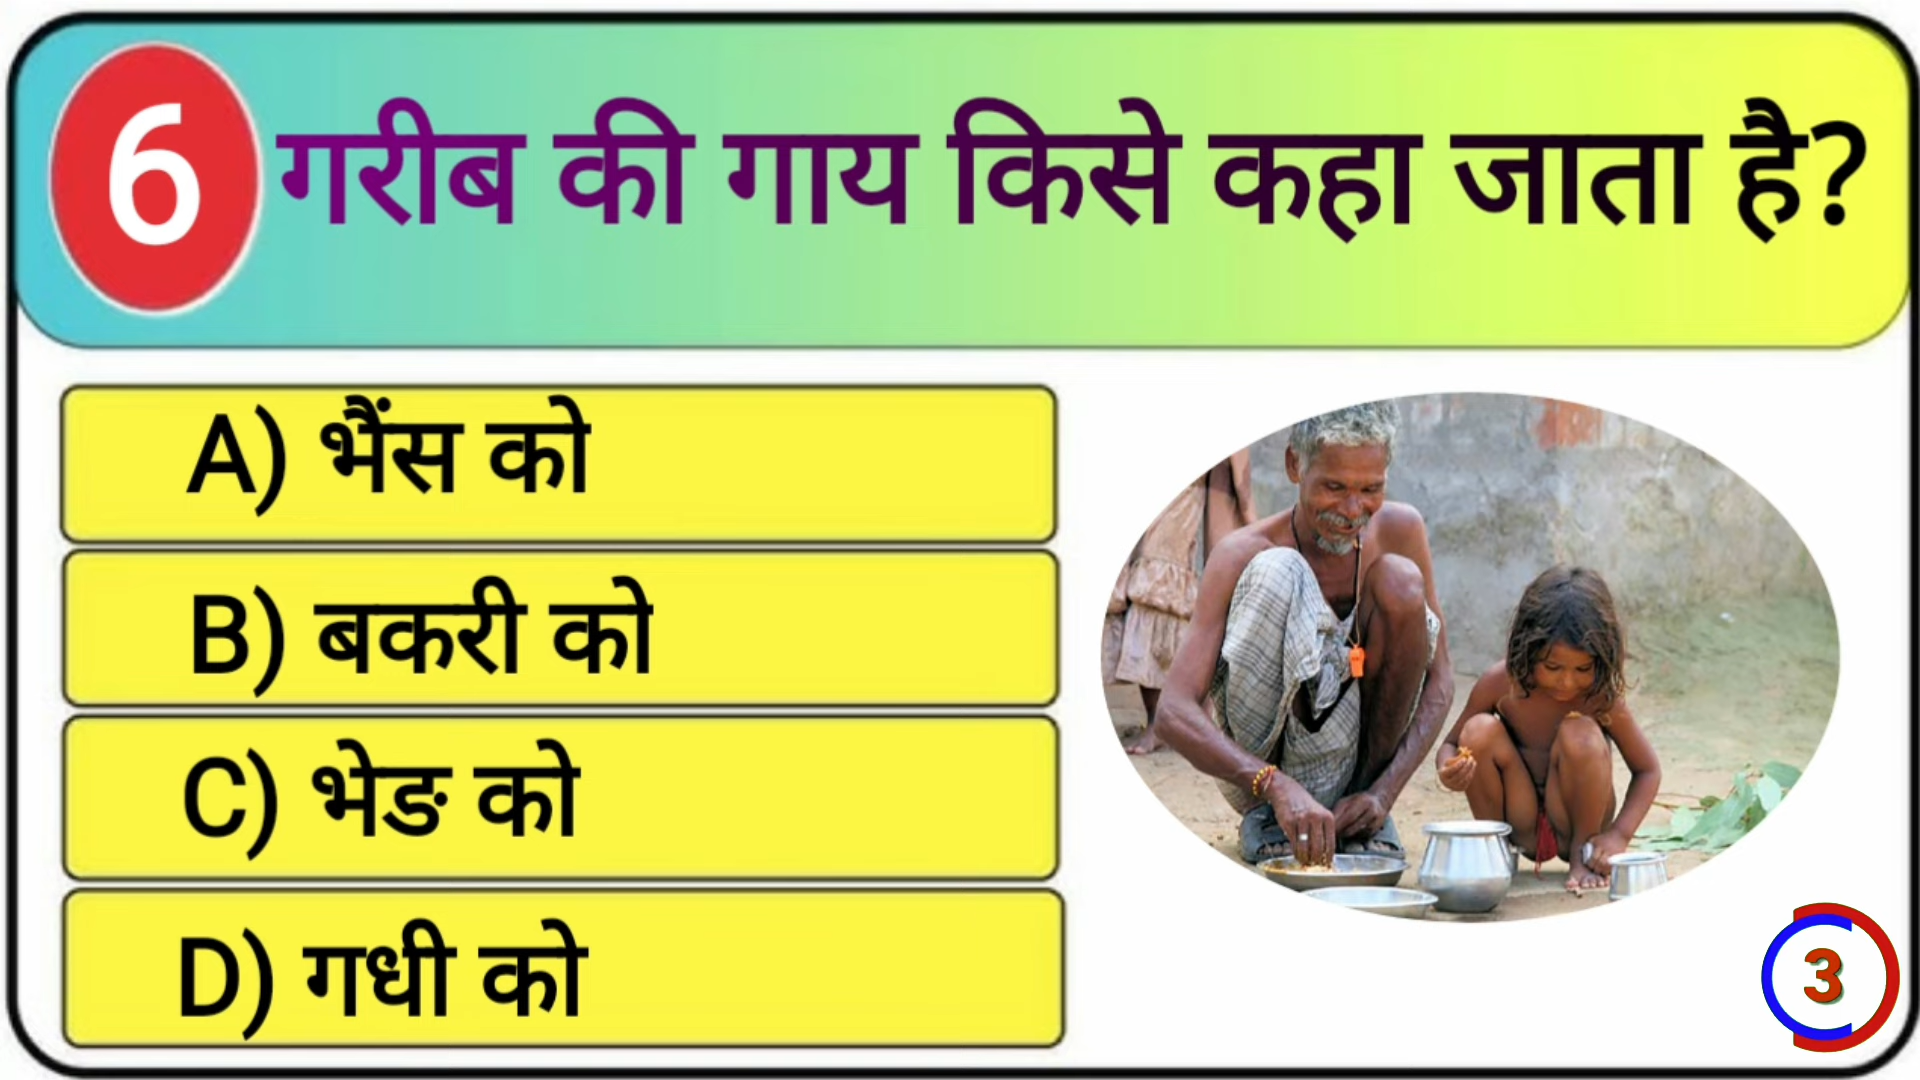 6
गरीब की गाय किसे कहा जाता है?
A) भैंस को
B) बकरी को
C) भेङ को
D) गधी को
3